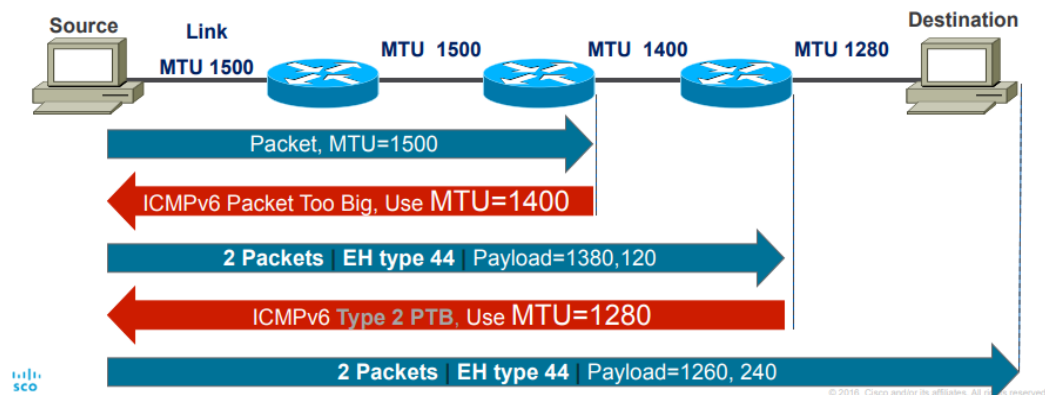 Source
Destination
Link
MTU 1500
MTU 1500
MTU 1400
MTU 1280
Packet, MTU=1500
ICMPv6 Packet Too Big, Use MTU=1400
2 Packets | EH type 44 | Payload=1380,120
ICMPv6 Type 2 PTB, Use MTU=1280
2 Packets | EH type 44 | Payload=1260, 240
sco
© 2016 Cisco and/or its affiliates. All rights reserved